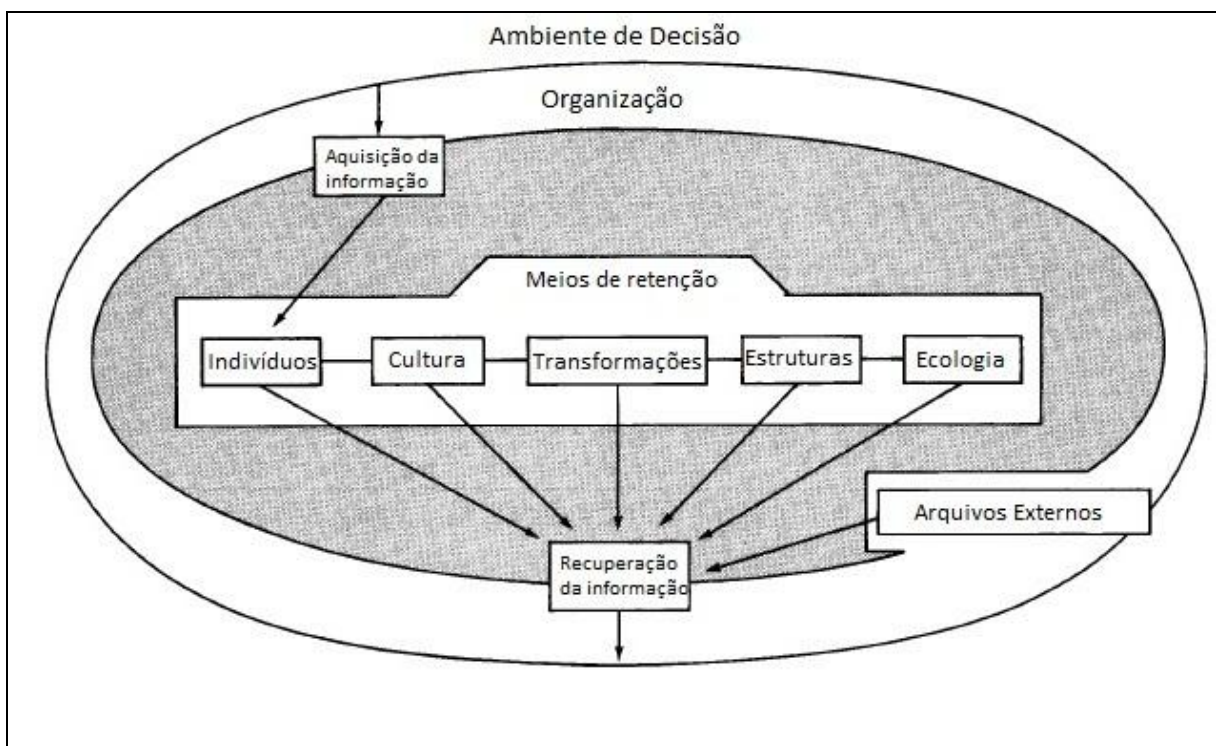 Ambiente de Decisão
Organização
Aquisição da
informação
Meios de retenção
Indivíduos
Cultura
Transformações
Estruturas
Ecologia
Arquivos Externos
Recuperação
da informação